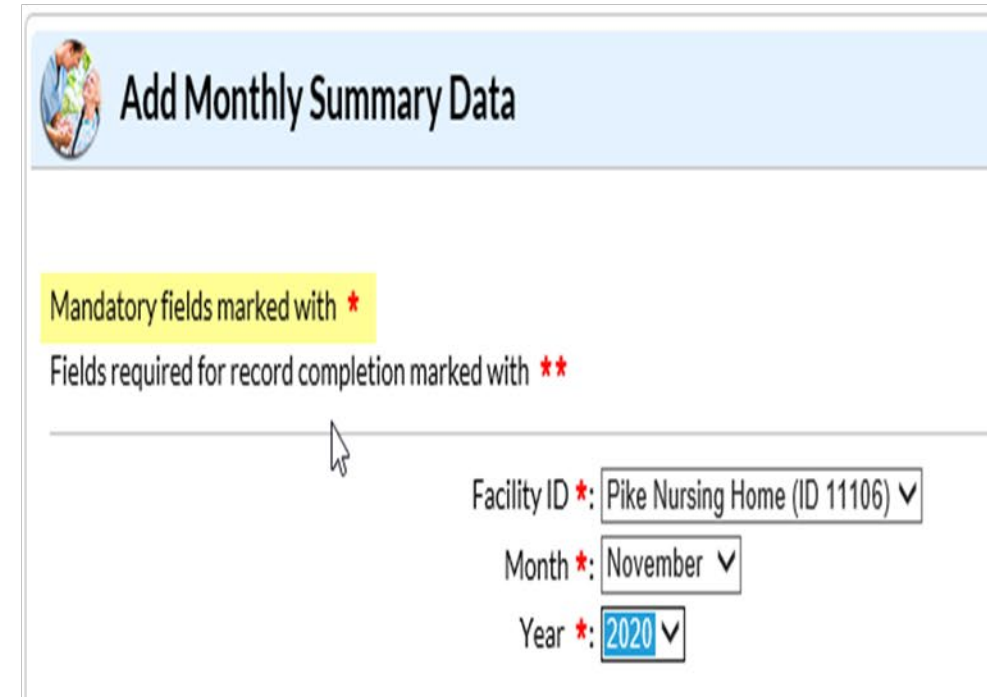 Add Monthly Summary Data
Mandatory fields marked with *
Fields required for record completion marked with **
Facility ID *: Pike Nursing Home (ID 11106)
Month *: November
Year *: 2020